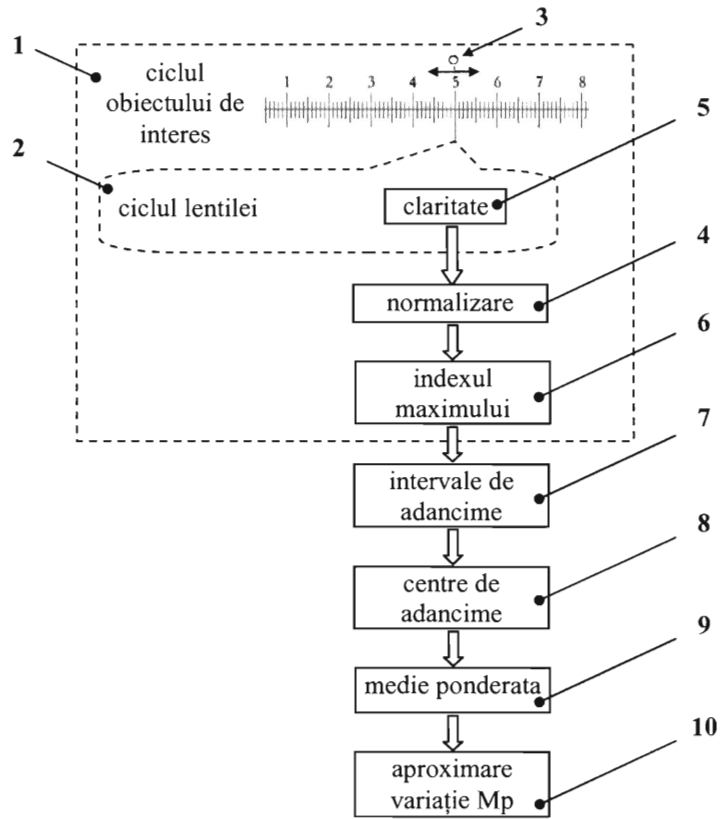 3
1
ciclul
obiectului de
interes
1 2 3 4 5 6 7 8
5
2
ciclul lentilei
claritate
4
normalizare
6
indexul
maximului
7
intervale de
adancime
8
centre de
adancime
9
medie ponderata
10
aproximare
variație Mp